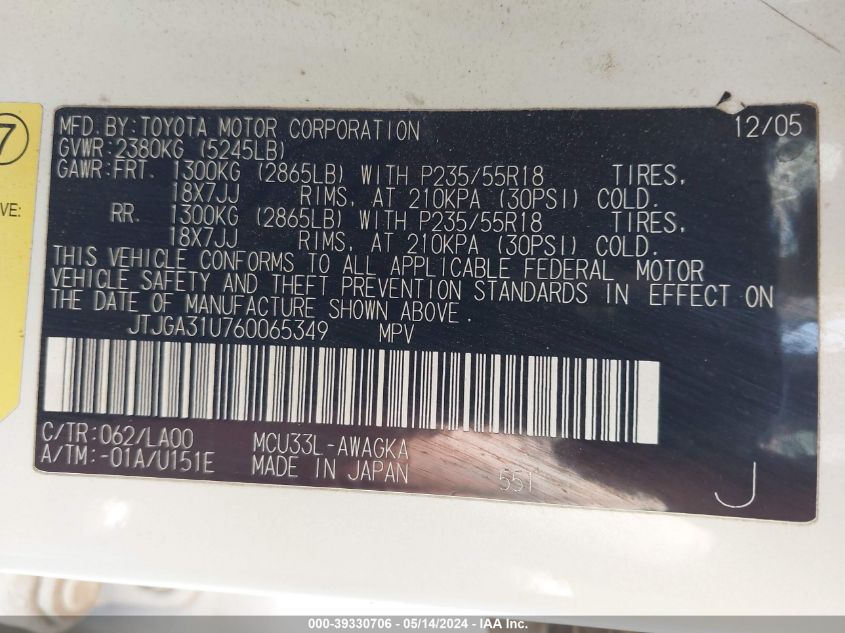 7
VE:
MFD. BY: TOYOTA MOTOR CORPORATION 12/05
GVWR: 2380KG (5245LB)
GAWR: FRT. 1300KG (2865LB) WITH P235/55R18 TIRES,
18X7JJ RIMS, AT 210KPA (30PSI) COLD.
RR. 1300KG (2865LB) WITH P235/55R18 TIRES,
18X7JJ RIMS, AT 210KPA (30PSI) COLD.
THIS VEHICLE CONFORMS TO ALL APPLICABLE FEDERAL MOTOR
VEHICLE SAFETY AND THEFT PREVENTION STANDARDS IN EFFECT ON
THE DATE OF MANUFACTURE SHOWN ABOVE.
JTJGA31U760065349 MPV
C/TR: 062/LA00 MCU33L-AWAGKA
A/TM: -01A/U151E MADE IN JAPAN 551 J
000-39330706 - 05/14/2024 - IAA Inc.